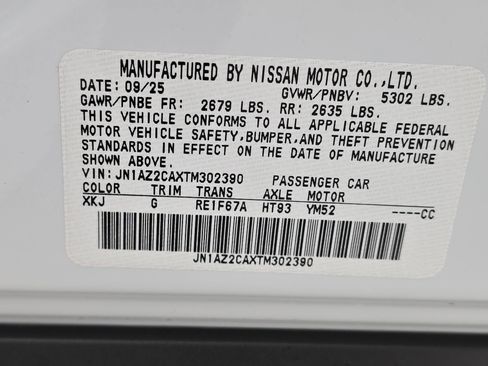 MANUFACTURED BY NISSAN MOTOR CO.,LTD.
DATE: 09/25 GVWR/PNBV: 5302 LBS.
GAWR/PNBE FR: 2679 LBS. RR: 2635 LBS.
THIS VEHICLE CONFORMS TO ALL APPLICABLE FEDERAL
MOTOR VEHICLE SAFETY, BUMPER, AND THEFT PREVENTION
STANDARDS IN EFFECT ON THE DATE OF MANUFACTURE
SHOWN ABOVE.
VIN: JN1AZ2CAXTM302390 PASSENGER CAR
COLOR TRIM TRANS AXLE MOTOR
XKJ G RE1F67A HT93 YM52 ----CC
JN1AZ2CAXTM302390